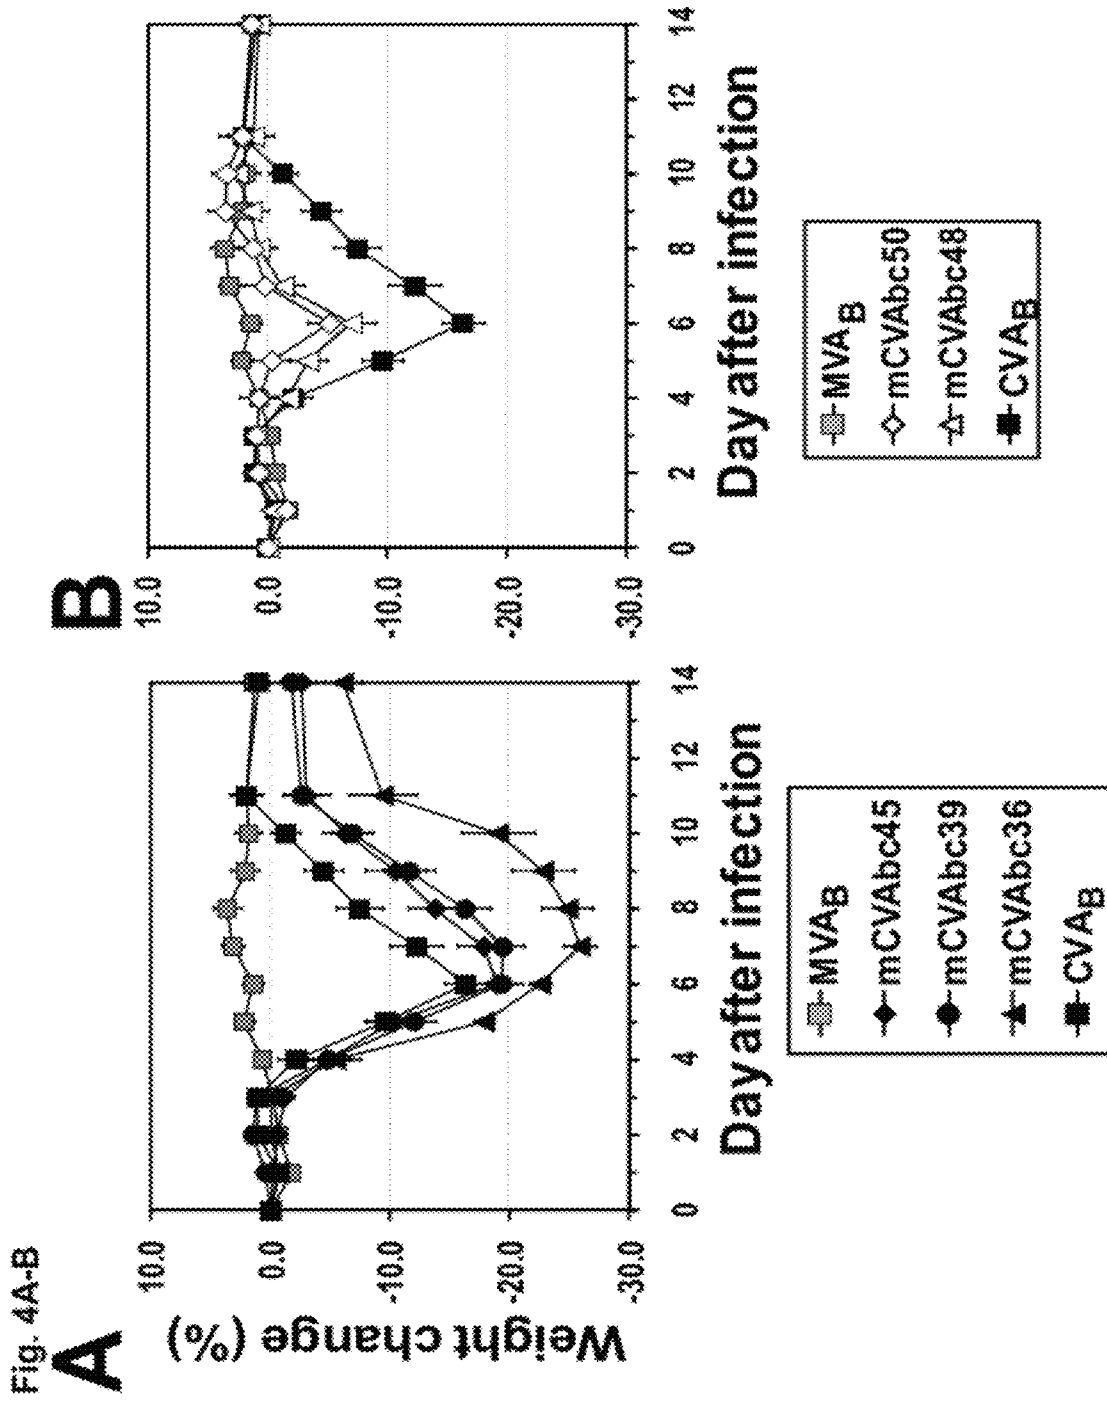 Fig. 4A-B
A
Weight change (%)
10.0
0.0
-10.0
-20.0
-30.0
0 2 4 6 8 10 12 14
Day after infection
MVAB
mCVAbc45
mCVAbc39
mCVAbc36
CVAB
B
10.0
0.0
-10.0
-20.0
-30.0
0 2 4 6 8 10 12 14
Day after infection
MVAB
mCVAbc50
mCVAbc48
CVAB